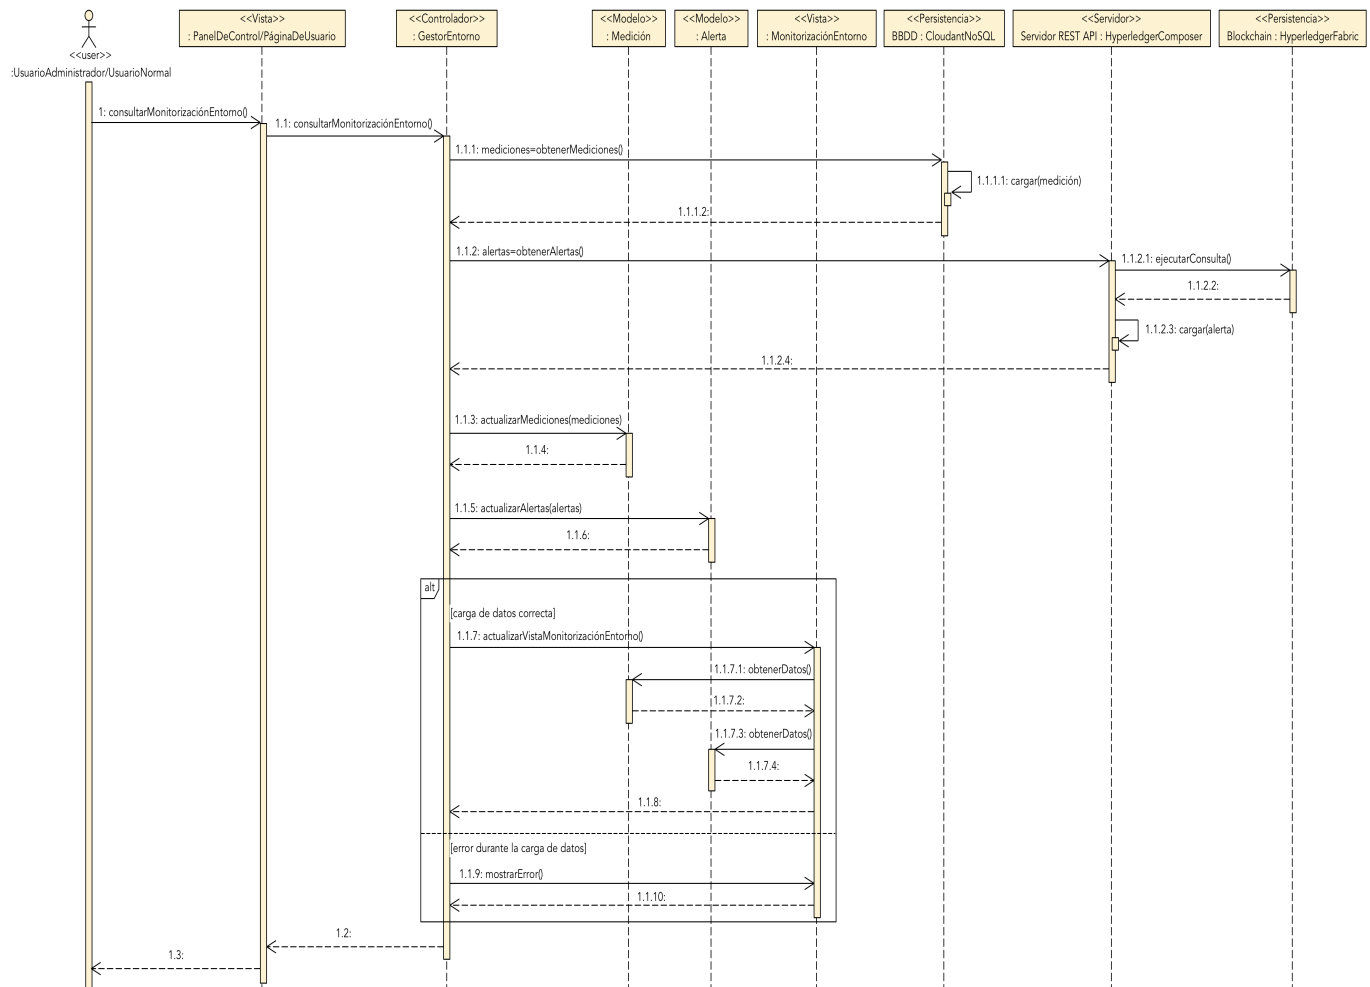 <<Vista>>
: PanelDeControl/PáginaDeUsuario
<<Controlador>>
: GestorEntorno
<<Modelo>>
: Medición
<<Modelo>>
: Alerta
<<Vista>>
: MonitorizaciónEntorno
<<Persistencia>>
BBDD : CloudantNoSQL
<<Servidor>>
Servidor REST API : HyperledgerComposer
<<Persistencia>>
Blockchain : HyperledgerFabric
<<user>>
:UsuarioAdministrador/UsuarioNormal
1: consultarMonitorizaciónEntorno()
1.1: consultarMonitorizaciónEntorno()
1.1.1: mediciones=obtenerMediciones()
1.1.1.1: cargar(medición)
1.1.1.2:
1.1.2: alertas=obtenerAlertas()
1.1.2.1: ejecutarConsulta()
1.1.2.2:
1.1.2.3: cargar(alerta)
1.1.2.4:
1.1.3: actualizarMediciones(mediciones)
1.1.4:
1.1.5: actualizarAlertas(alertas)
1.1.6:
alt
[carga de datos correcta]
1.1.7: actualizarVistaMonitorizaciónEntorno()
1.1.7.1: obtenerDatos()
1.1.7.2:
1.1.7.3: obtenerDatos()
1.1.7.4:
1.1.8:
[error durante la carga de datos]
1.1.9: mostrarError()
1.1.10:
1.2:
1.3: